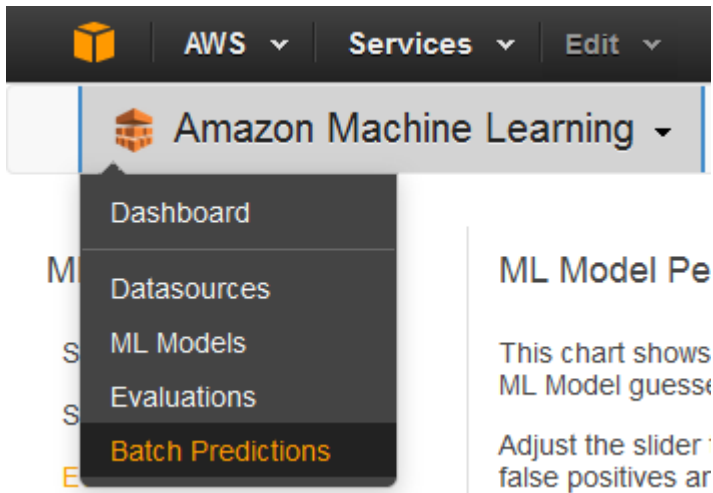 AWS Services Edit
Amazon Machine Learning
Dashboard
Datasources
ML Models
Evaluations
Batch Predictions
ML Model Pe
This chart shows
ML Model guesse
Adjust the slider
false positives an